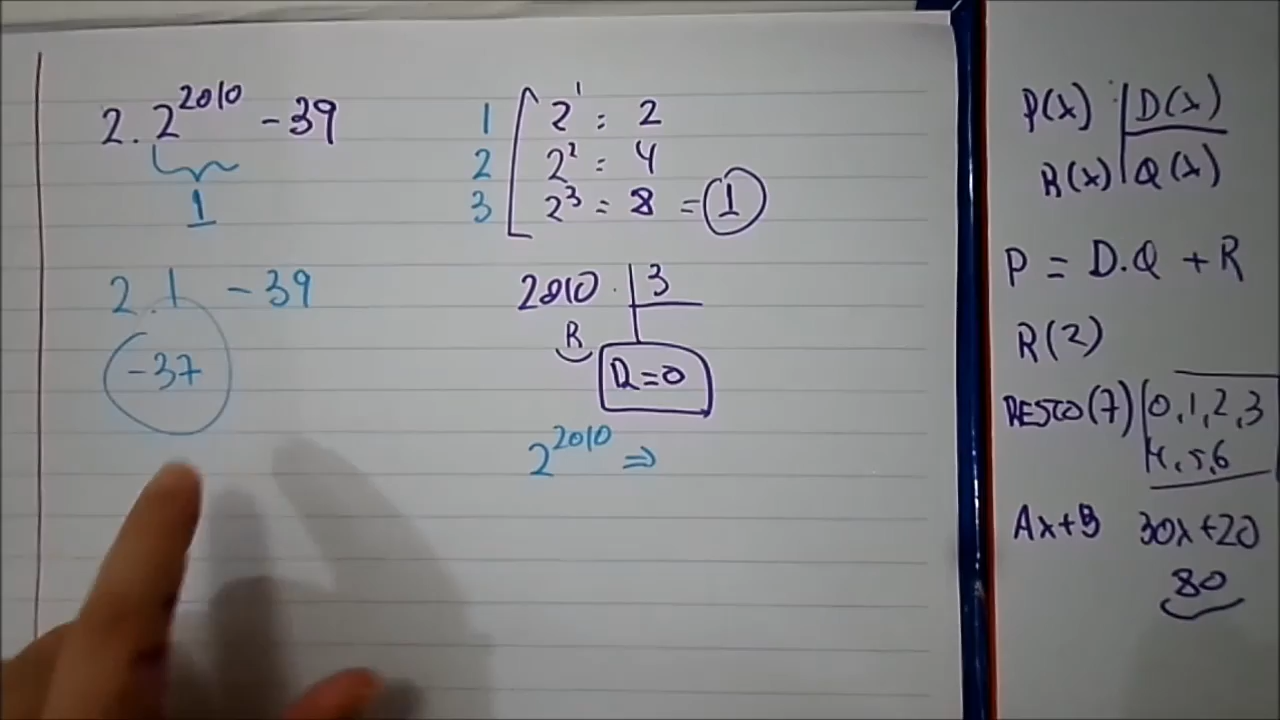 2.2^2010 - 39
1
2.1 - 39
-37
1 2^1 : 2
2 2^2 = 4
3 2^3 = 8 = 1
2010 3
R
R=0
2^2010 ⇒
P(x) D(x)
R(x) Q(x)
P = D.Q + R
R(2)
RESTO(7) 0,1,2,3
4,5,6
Ax+B 30x+20
80